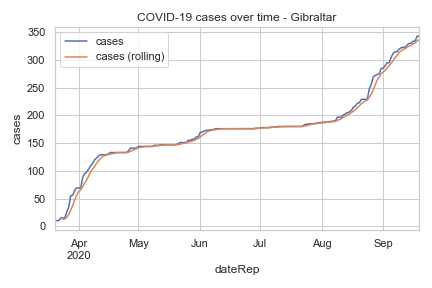 COVID-19 cases over time - Gibraltar
cases
cases (rolling)
cases
350
300
250
200
150
100
50
0
Apr May Jun Jul Aug Sep
2020
dateRep